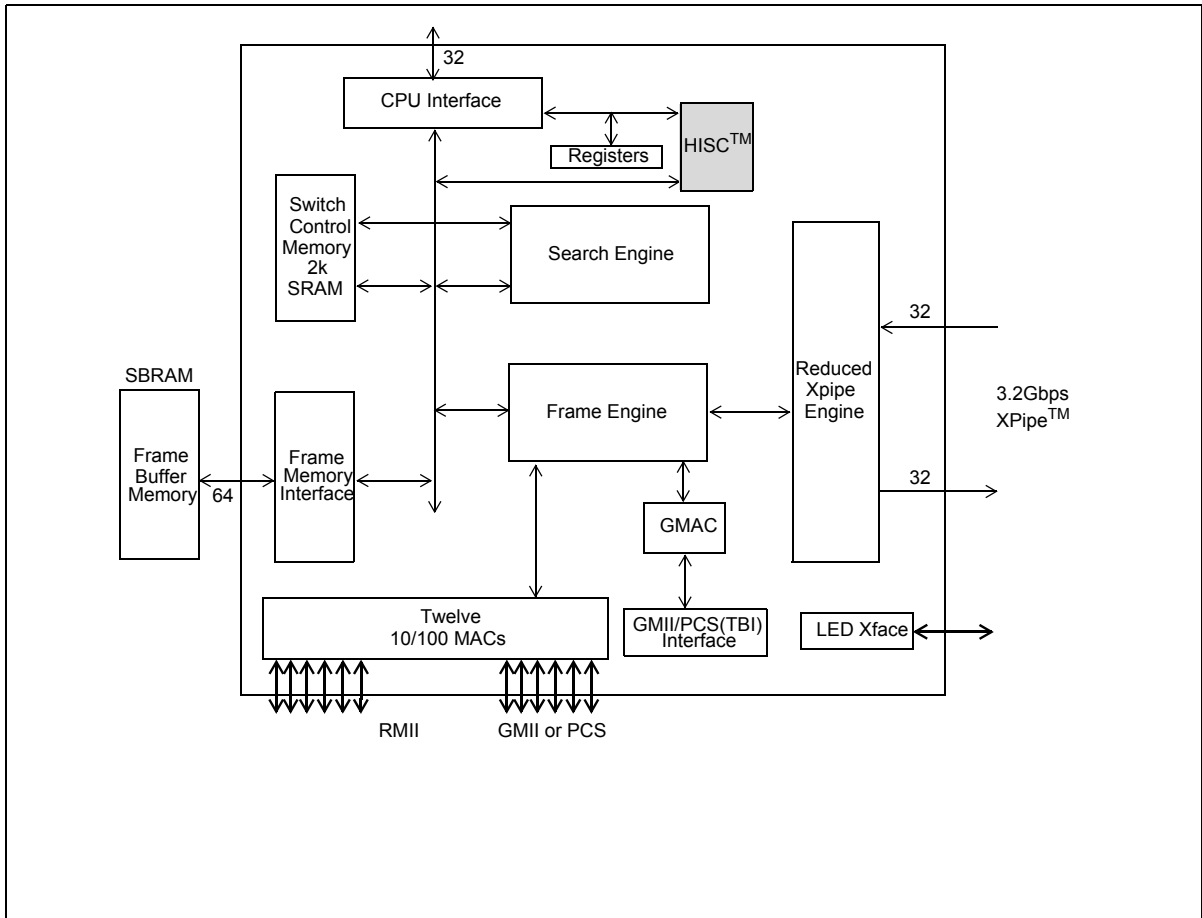 32
CPU Interface
HISC™
Registers
Switch
Control
Memory
2k
SRAM
Search Engine
32
SBRAM
Reduced
Xpipe
Engine
3.2Gbps
XPipe™
Frame Engine
Frame
Buffer
Memory
64
Frame
Memory
Interface
32
GMAC
Twelve
10/100 MACs
GMII/PCS(TBI)
Interface
LED Xface
RMII
GMII or PCS